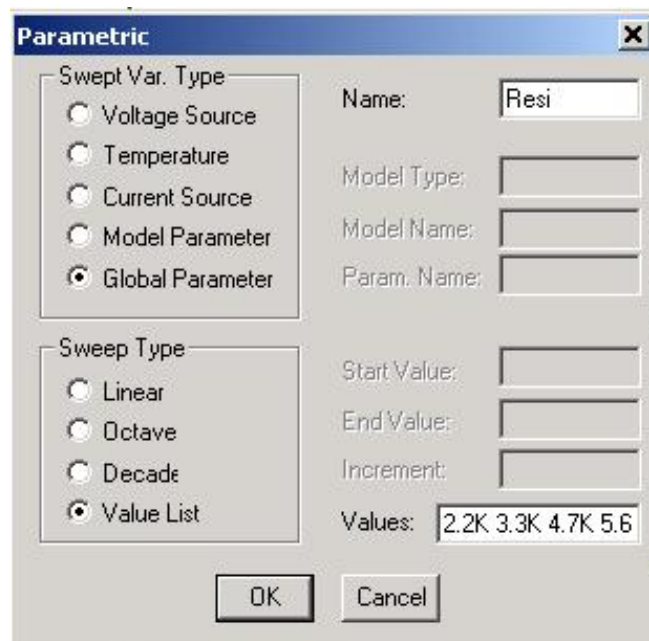 Parametric
Swept Var. Type
Voltage Source
Temperature
Current Source
Model Parameter
Global Parameter
Name: Resi
Model Type:
Model Name:
Param. Name:
Sweep Type
Linear
Octave
Decade
Value List
Start Value:
End Value:
Increment:
Values: 2.2K 3.3K 4.7K 5.6
OK
Cancel